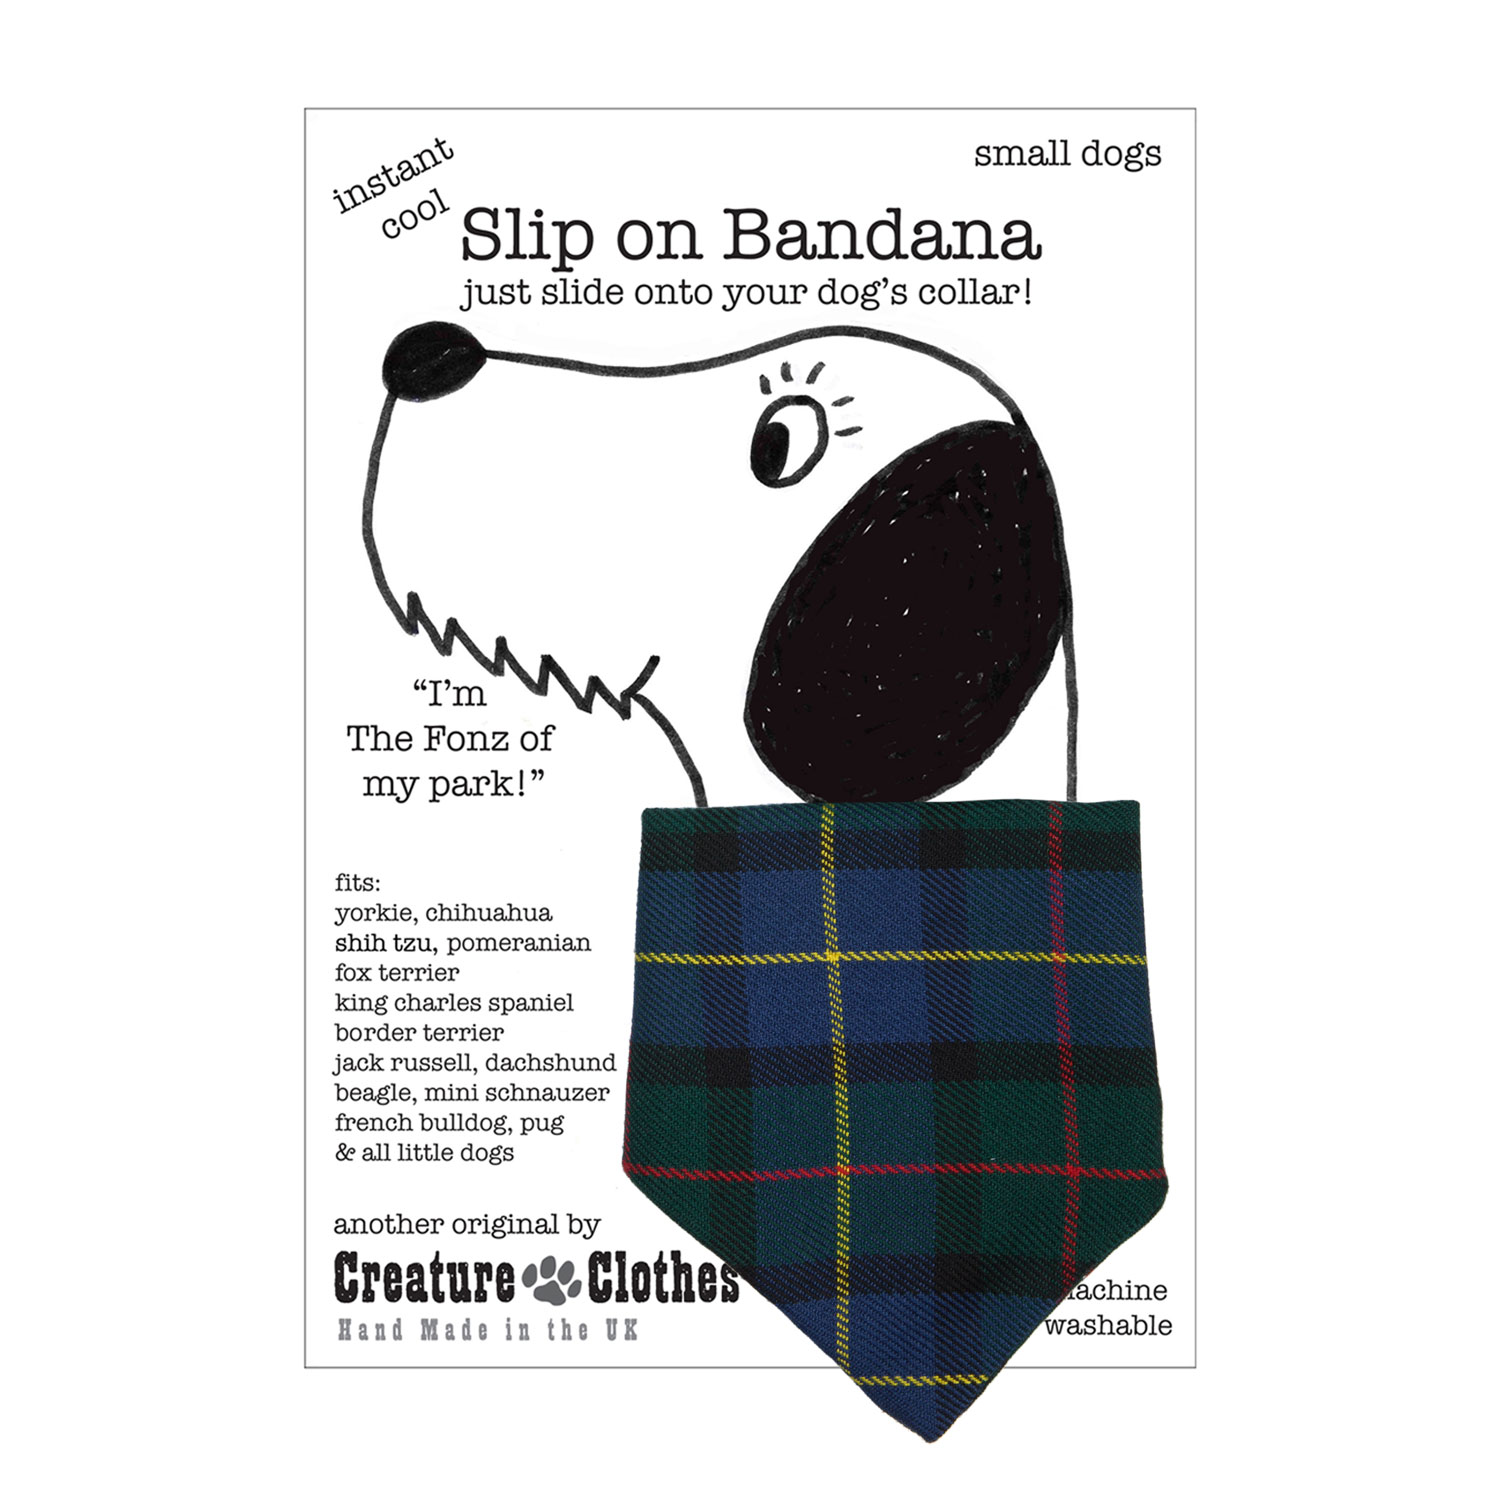 instant
cool
small dogs
Slip on Bandana
just slide onto your dog's collar!
“I'm
The Fonz of
my park!”
fits:
yorkie, chihuahua
shih tzu, pomeranian
fox terrier
king charles spaniel
border terrier
jack russell, dachshund
beagle, mini schnauzer
french bulldog, pug
& all little dogs
another original by
Creature Clothes
Hand Made in the UK
machine
washable